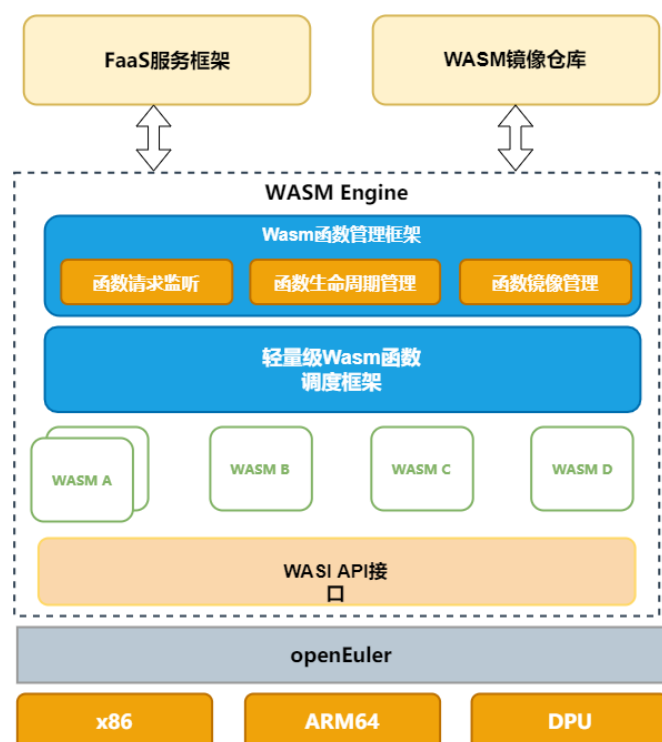 FaaS服务框架
WASM镜像仓库
WASM Engine
Wasm函数管理框架
函数请求监听
函数生命周期管理
函数镜像管理
轻量级Wasm函数
调度框架
WASM A
WASM B
WASM C
WASM D
WASI API接
口
openEuler
x86
ARM64
DPU